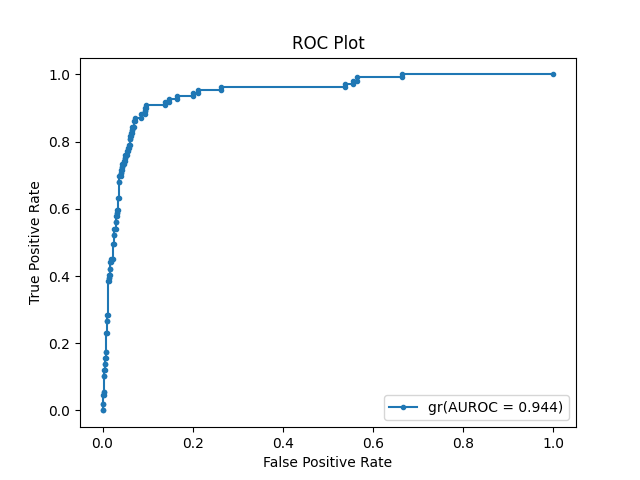 ROC Plot
True Positive Rate
1.0
0.8
0.6
0.4
0.2
0.0
0.0 0.2 0.4 0.6 0.8 1.0
False Positive Rate
gr(AUROC = 0.944)